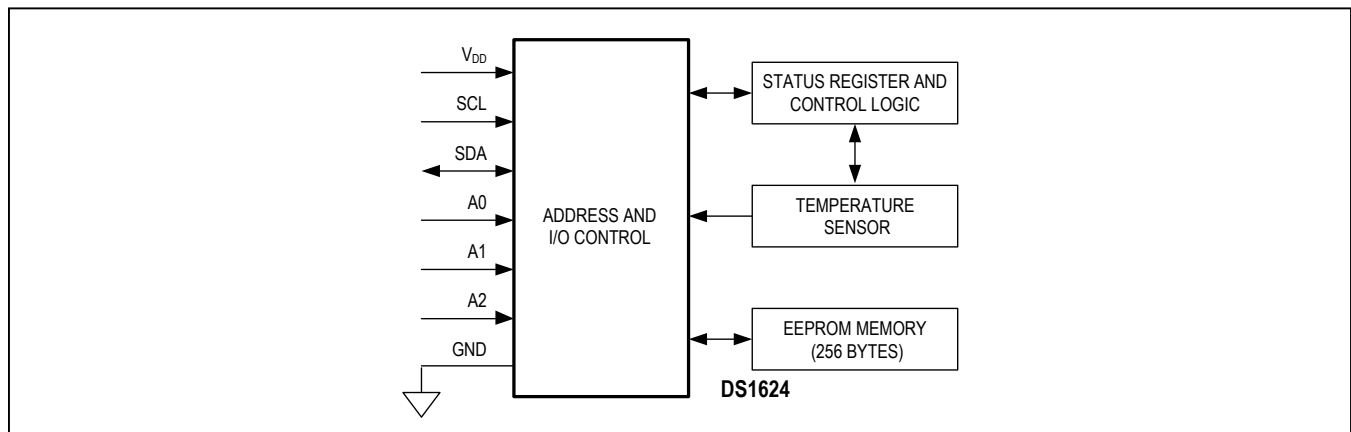 V_DD
SCL
SDA
A0
A1
A2
GND
ADDRESS AND
I/O CONTROL
STATUS REGISTER AND
CONTROL LOGIC
TEMPERATURE
SENSOR
EEPROM MEMORY
(256 BYTES)
DS1624